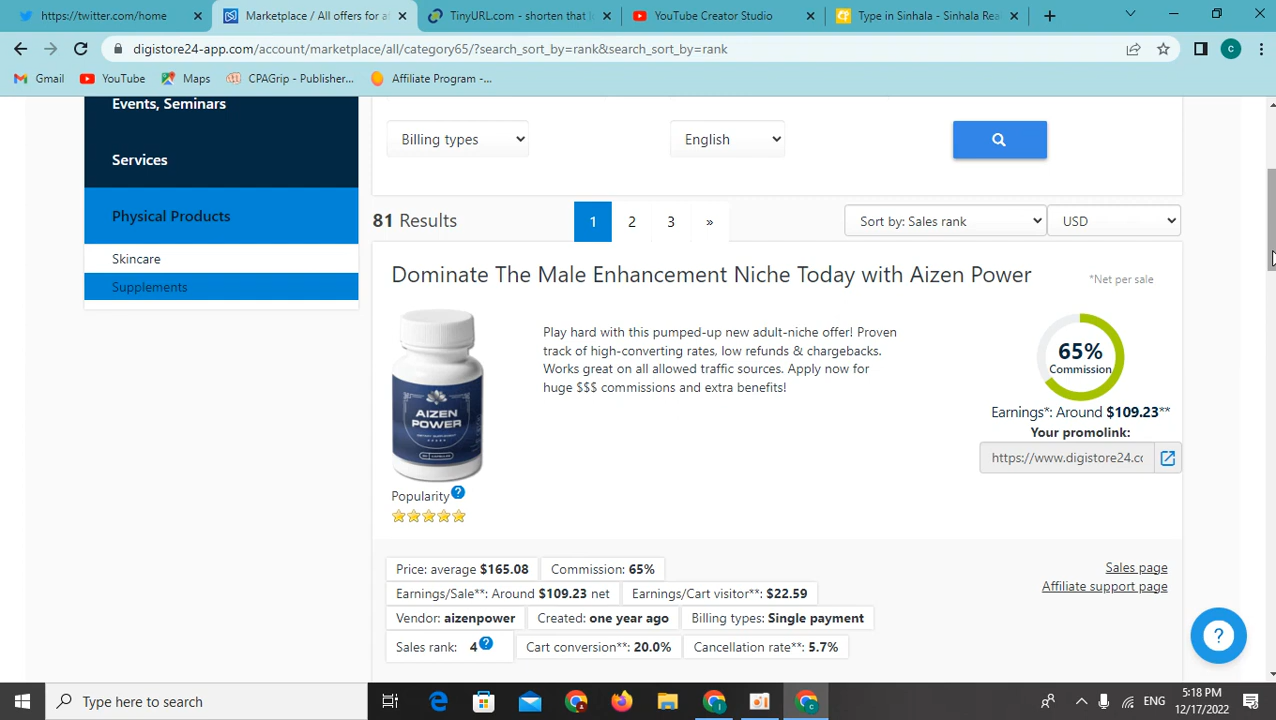 https://twitter.com/home
Marketplace / All offers for a
TinyURL.com - shorten that l
YouTube Creator Studio
Type in Sinhala - Sinhala Rea
digistore24-app.com/account/marketplace/all/category65/?search_sort_by=rank&search_sort_by=rank
C
Gmail
YouTube
Maps
CPAGrip - Publisher...
Affiliate Program -...
Events, Seminars
Services
Physical Products
Skincare
Supplements
Billing types
English
81 Results
1
2
3
»
Sort by: Sales rank
USD
Dominate The Male Enhancement Niche Today with Aizen Power
*Net per sale
Play hard with this pumped-up new adult-niche offer! Proven
track of high-converting rates, low refunds & chargebacks.
Works great on all allowed traffic sources. Apply now for
huge $$$ commissions and extra benefits!
AIZEN
POWER
65%
Commission
Earnings*: Around $109.23**
Your promolink:
https://www.digistore24.cc
Popularity ?
Price: average $165.08
Commission: 65%
Earnings/Sale**: Around $109.23 net
Earnings/Cart visitor**: $22.59
Vendor: aizenpower
Created: one year ago
Billing types: Single payment
Sales rank: 4 ?
Cart conversion**: 20.0%
Cancellation rate**: 5.7%
Sales page
Affiliate support page
?
Type here to search
ENG
5:18 PM
12/17/2022